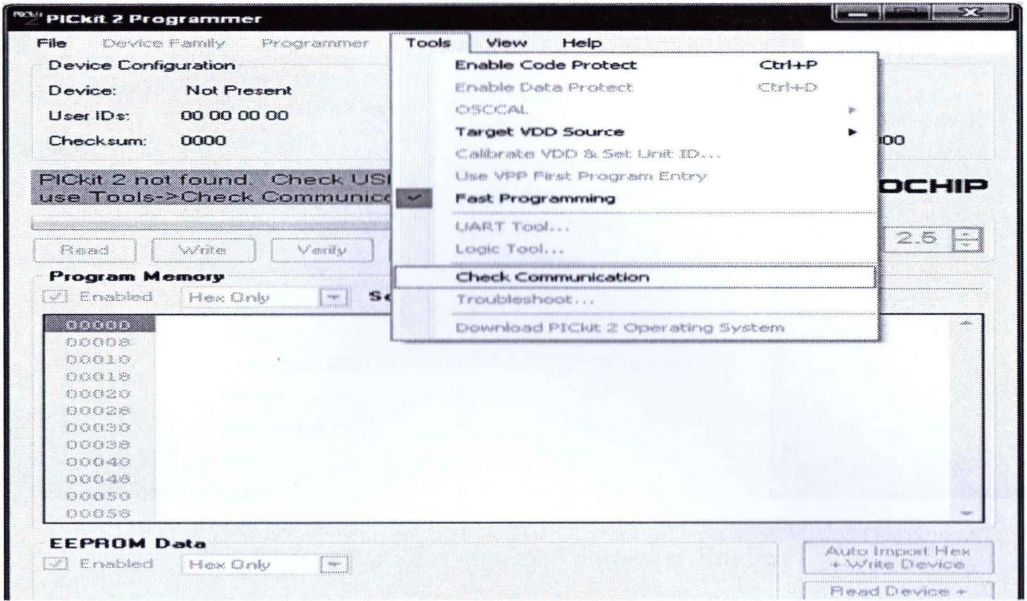 PICkit 2 Programmer
File Device Family Programmer Tools View Help
Device Configuration
Device: Not Present
User IDs: 00 00 00 00
Checksum: 0000
Enable Code Protect Ctrl+P
Enable Data Protect Ctrl+D
OSCCAL
Target VDD Source
Calibrate VDD & Set Unit ID...
Use VPP First Program Entry
Fast Programming
UART Tool...
Logic Tool...
Check Communication
Troubleshoot...
Download PICkit 2 Operating System
00
PICkit 2 not found. Check US
use Tools->Check Communic
OCHIP
2.5
Read Write Verify
Program Memory
Enabled Hex Only
00000
00008
00010
00018
00020
00028
00030
00038
00040
00048
00050
00058
EEPROM Data
Enabled Hex Only
Auto Import Hex
+ Write Device
Read Device +